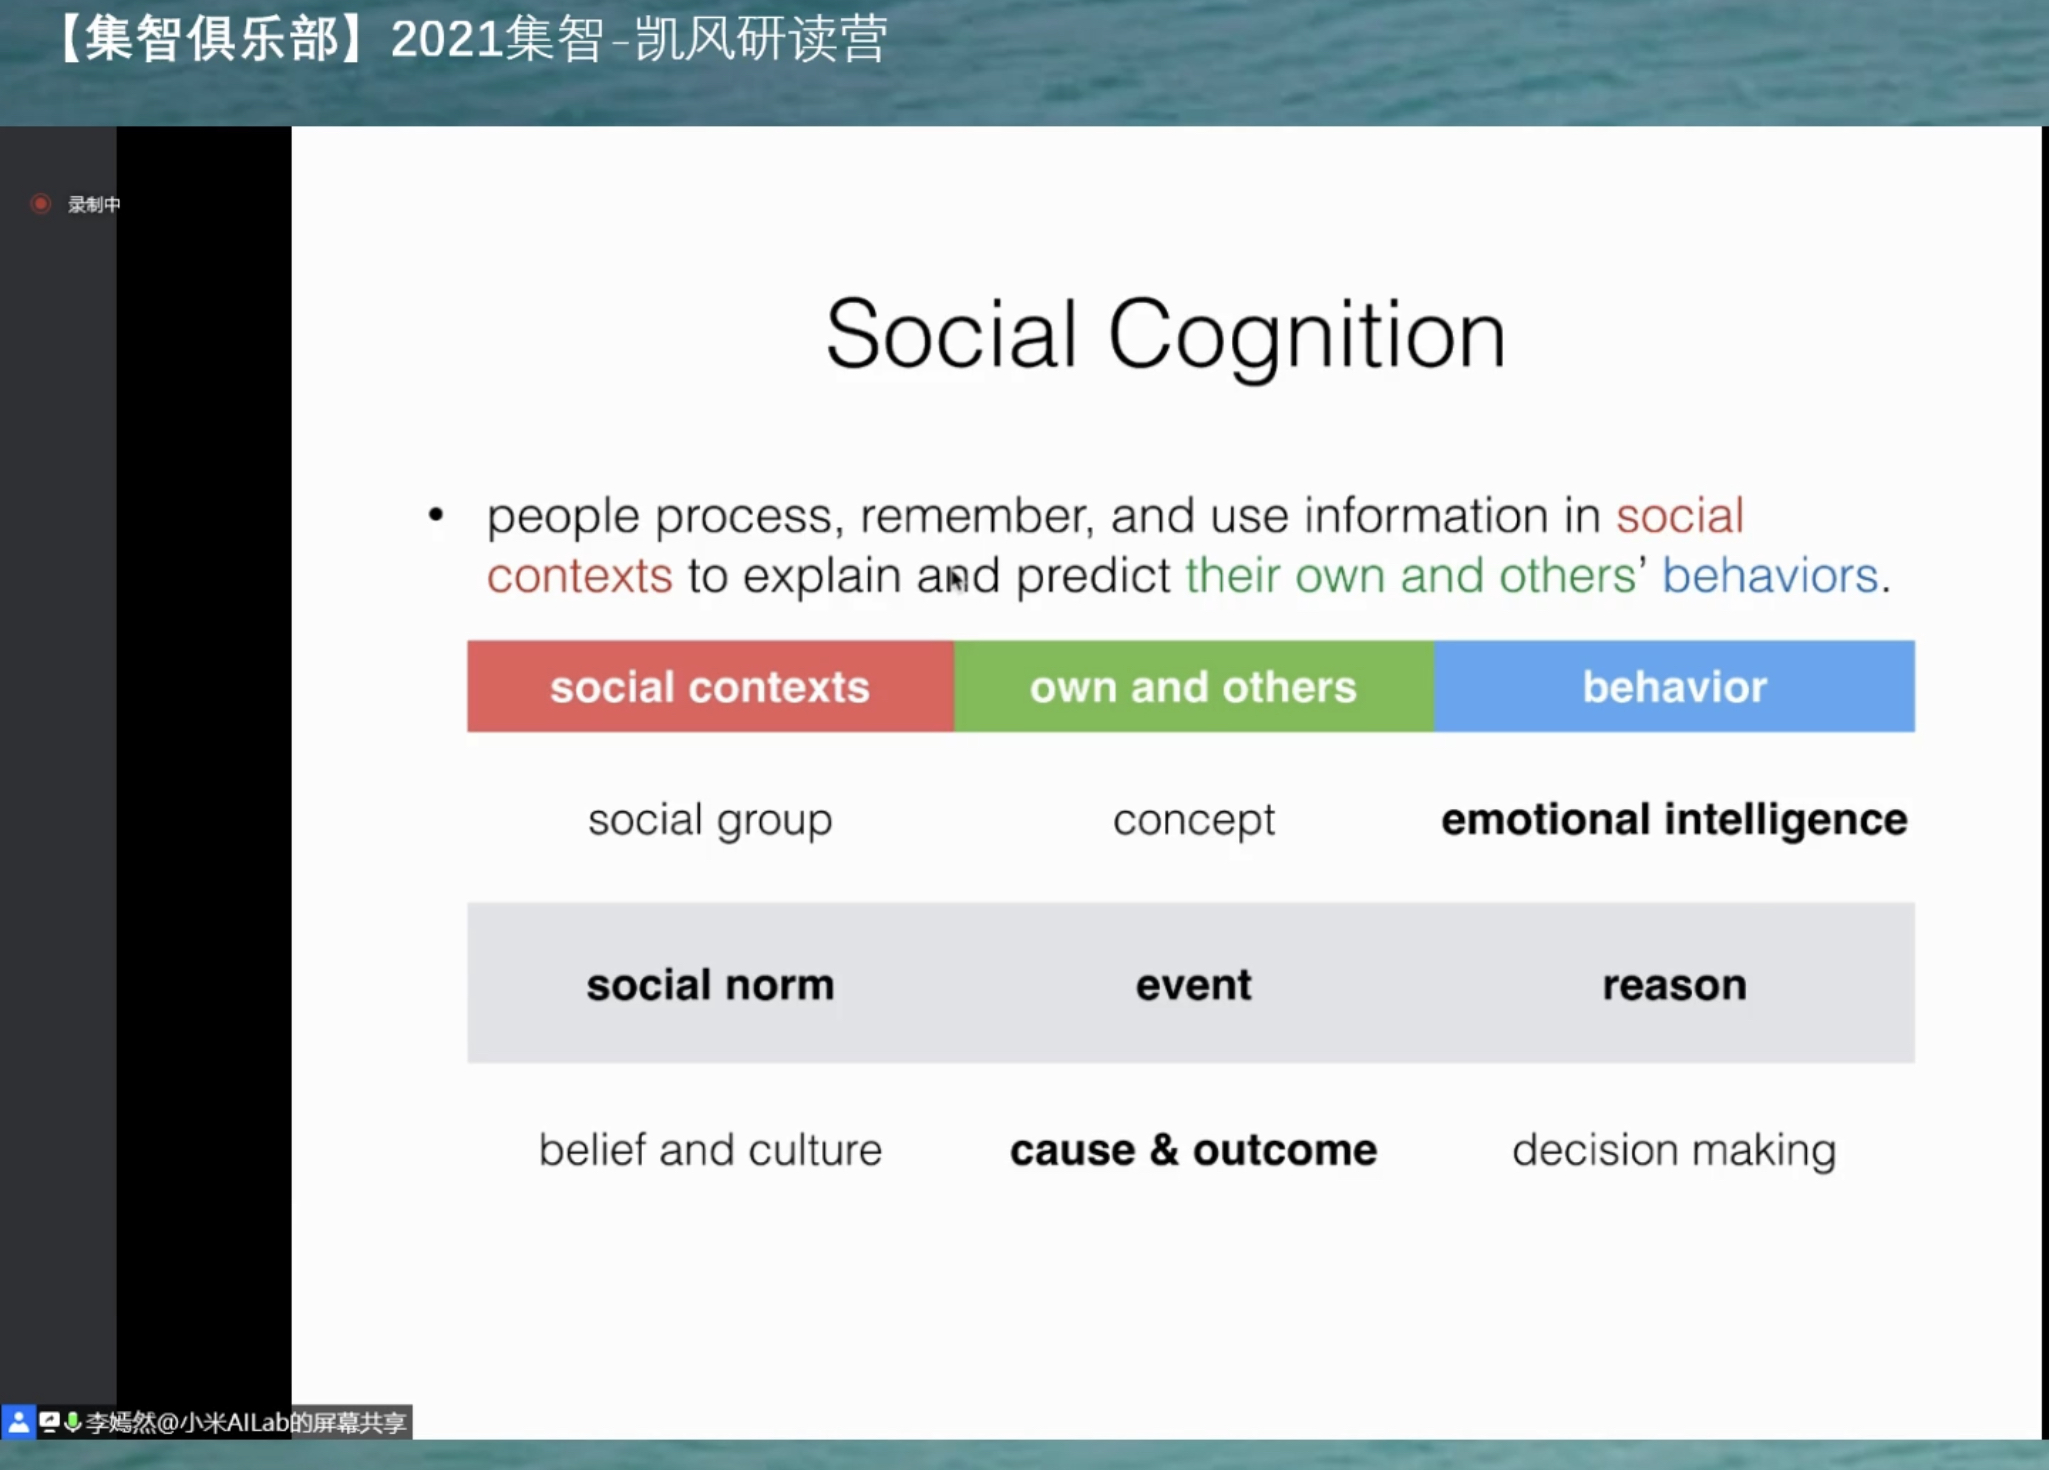 【集智俱乐部】2021集智-凯风研读营
录制中
Social Cognition
• people process, remember, and use information in social
contexts to explain and predict their own and others’ behaviors.
social contexts own and others behavior
social group concept emotional intelligence
social norm event reason
belief and culture cause & outcome decision making
李嫣然@小米AILab的屏幕共享